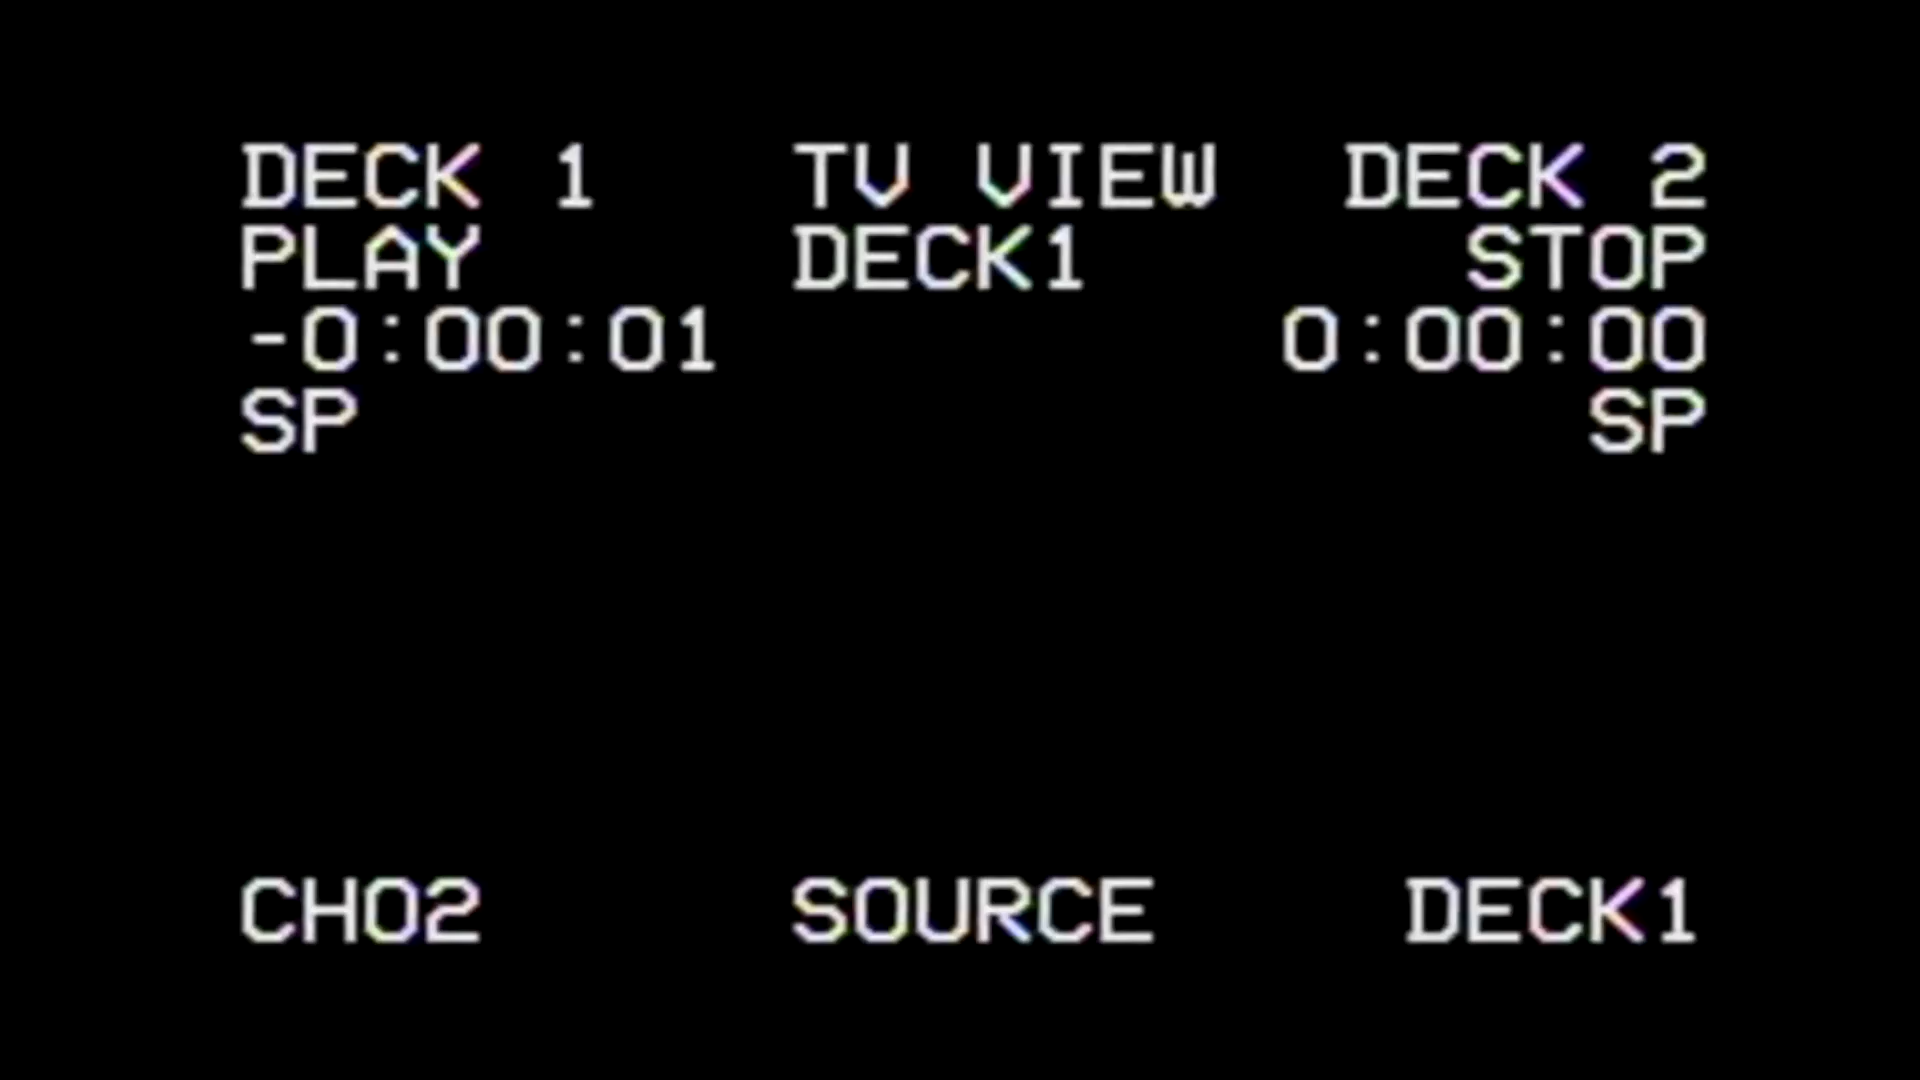 DECK 1 TV VIEW DECK 2
PLAY DECK1 STOP
-0:00:01 0:00:00
SP SP
CH02 SOURCE DECK1